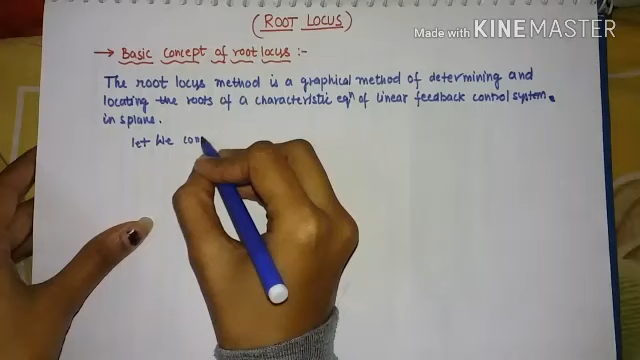 (ROOT LOCUS)
Made with KINEMASTER
→ Basic concept of root locus :-
The root locus method is a graphical method of determining and
locating the roots of a characteristic eqⁿ of linear feedback control system.
in splane.
let We con